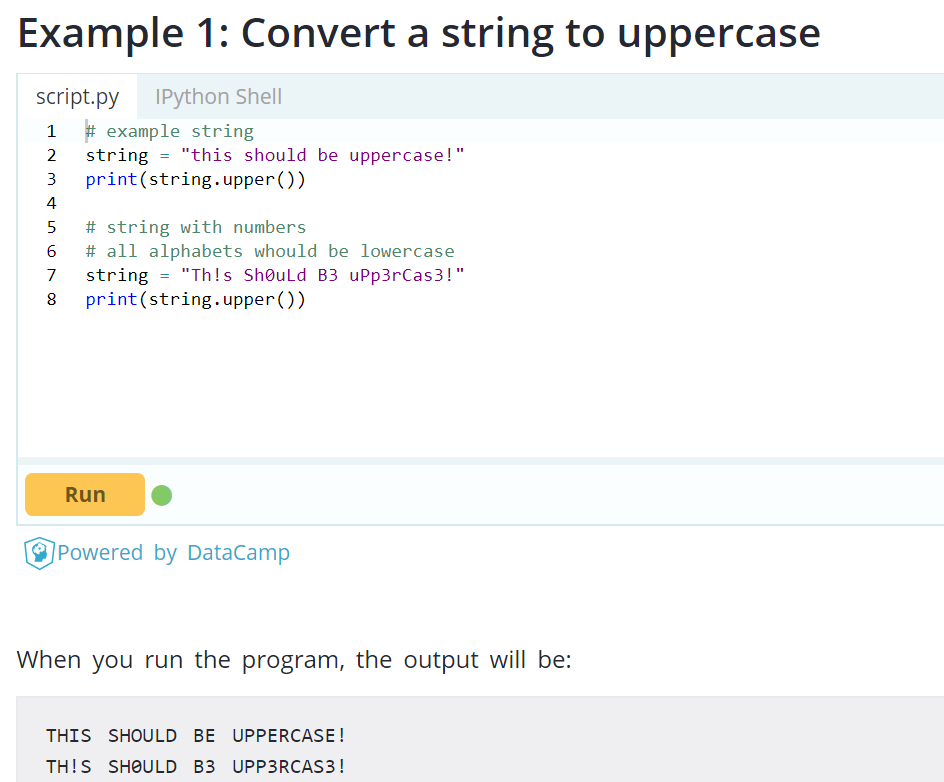 Example 1: Convert a string to uppercase
script.py IPython Shell
1 # example string
2 string = "this should be uppercase!"
3 print(string.upper())
4
5 # string with numbers
6 # all alphabets whould be lowercase
7 string = "Th!s Sh0uLd B3 uPp3rCas3!"
8 print(string.upper())
Run
Powered by DataCamp
When you run the program, the output will be:
THIS SHOULD BE UPPERCASE!
TH!S SH0ULD B3 UPP3RCAS3!